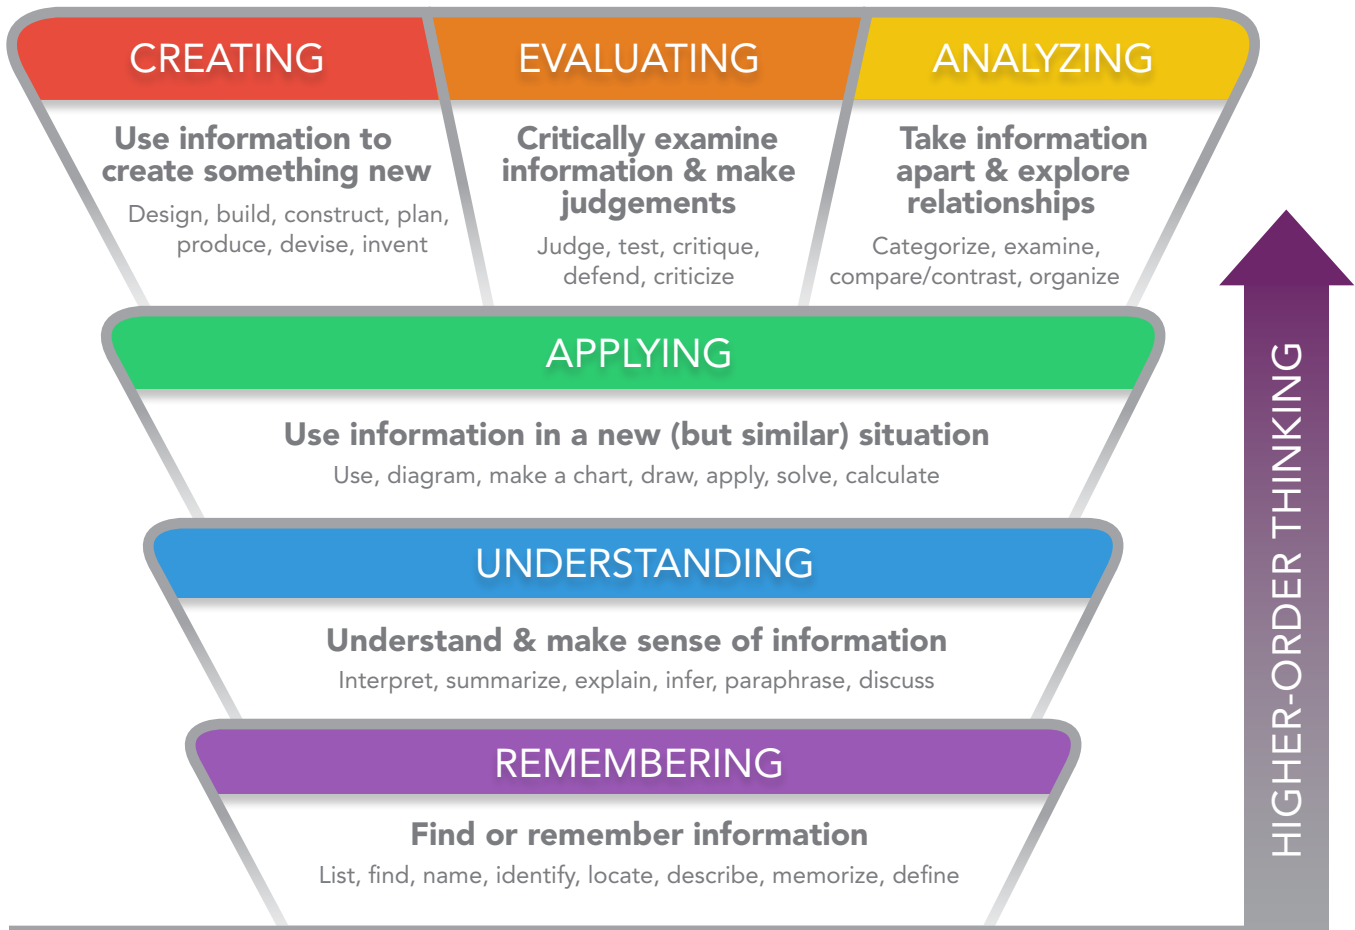 CREATING
Use information to
create something new
Design, build, construct, plan,
produce, devise, invent
EVALUATING
Critically examine
information & make
judgements
Judge, test, critique,
defend, criticize
ANALYZING
Take information
apart & explore
relationships
Categorize, examine,
compare/contrast, organize
APPLYING
Use information in a new (but similar) situation
Use, diagram, make a chart, draw, apply, solve, calculate
UNDERSTANDING
Understand & make sense of information
Interpret, summarize, explain, infer, paraphrase, discuss
REMEMBERING
Find or remember information
List, find, name, identify, locate, describe, memorize, define
HIGHER-ORDER THINKING